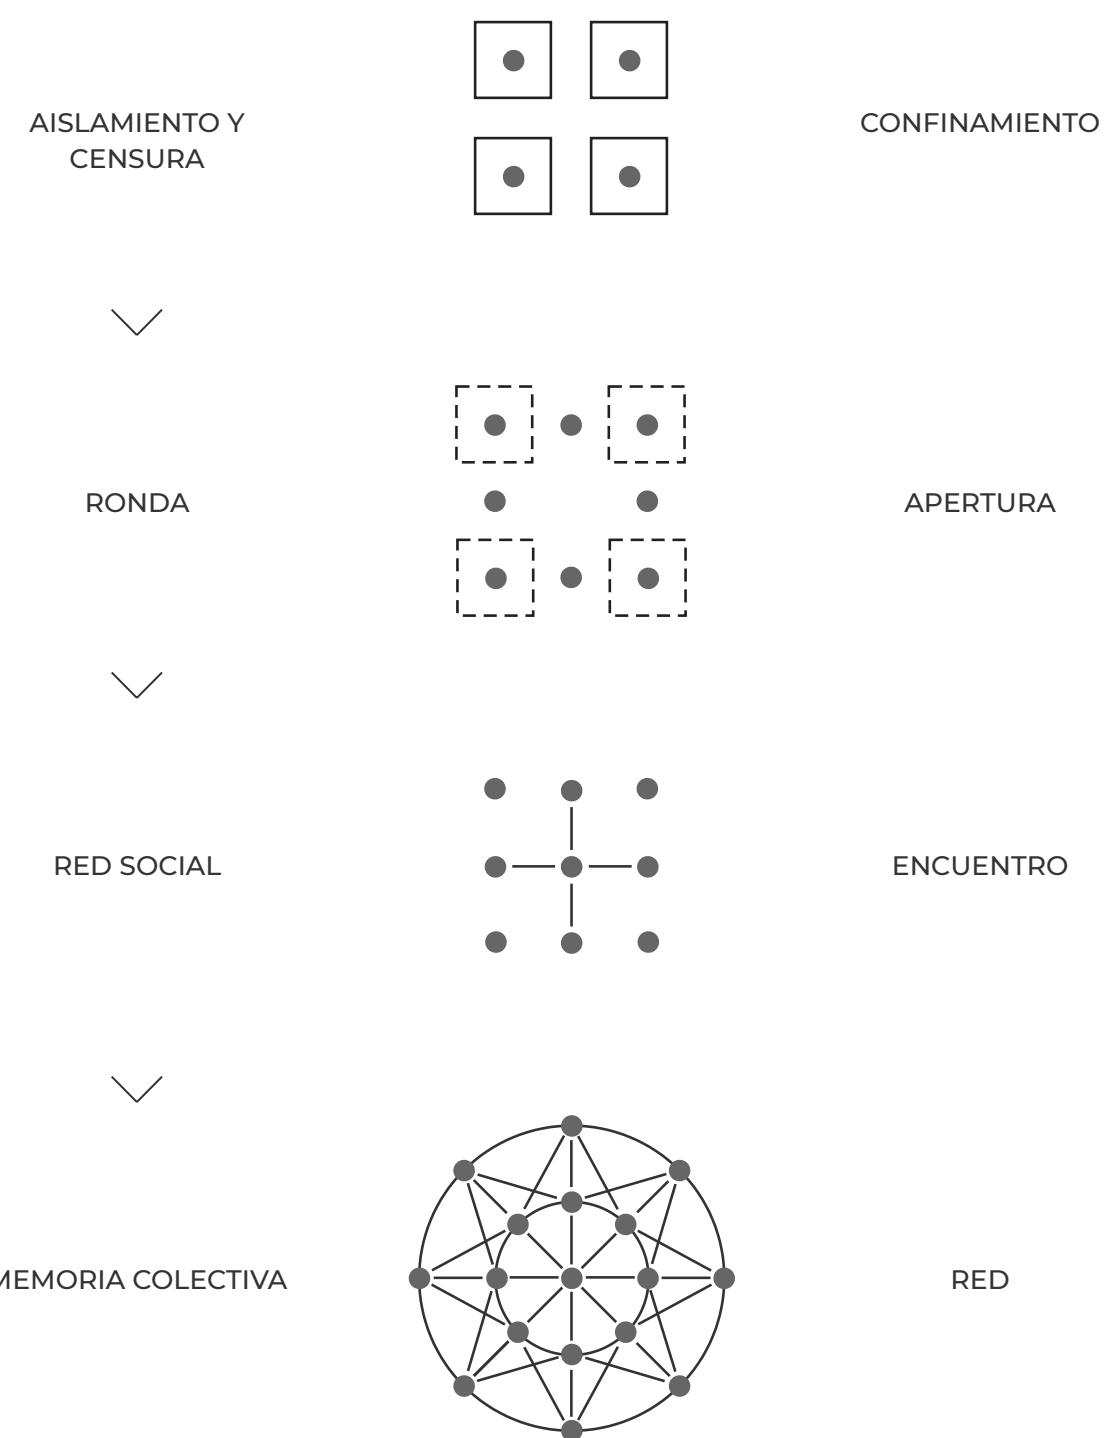 AISLAMIENTO Y
CENSURA
CONFINAMIENTO
RONDA
APERTURA
RED SOCIAL
ENCUENTRO
MEMORIA COLECTIVA
RED